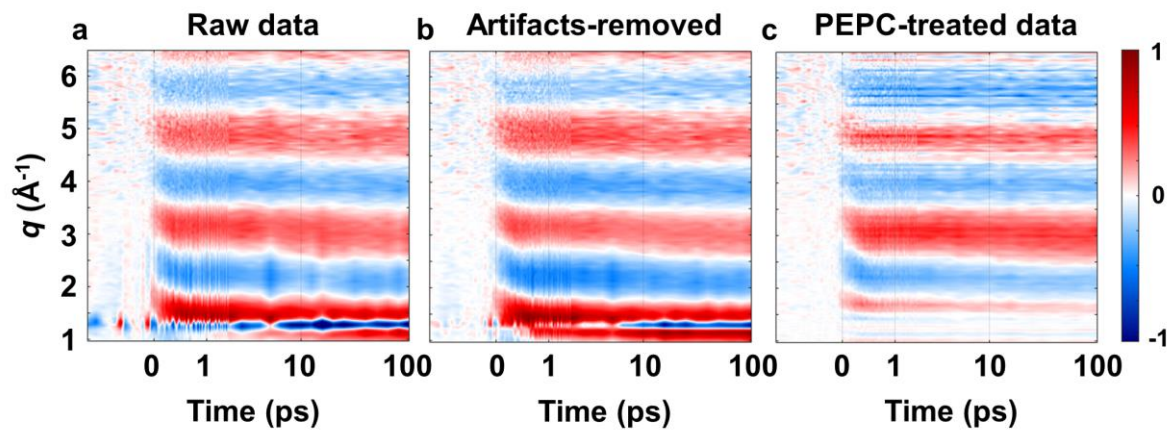 a Raw data b Artifacts-removed c PEPC-treated data
q (Å⁻¹)
6
5
4
3
2
1
1
0
-1
0 1 10 100 0 1 10 100 0 1 10 100
Time (ps) Time (ps) Time (ps)